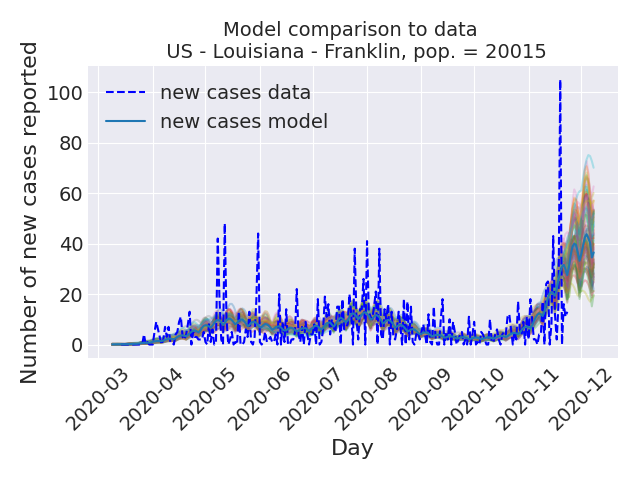 Model comparison to data
US - Louisiana - Franklin, pop. = 20015
Number of new cases reported
100
80
60
40
20
0
new cases data
new cases model
2020-03
2020-04
2020-05
2020-06
2020-07
2020-08
2020-09
2020-10
2020-11
2020-12
Day